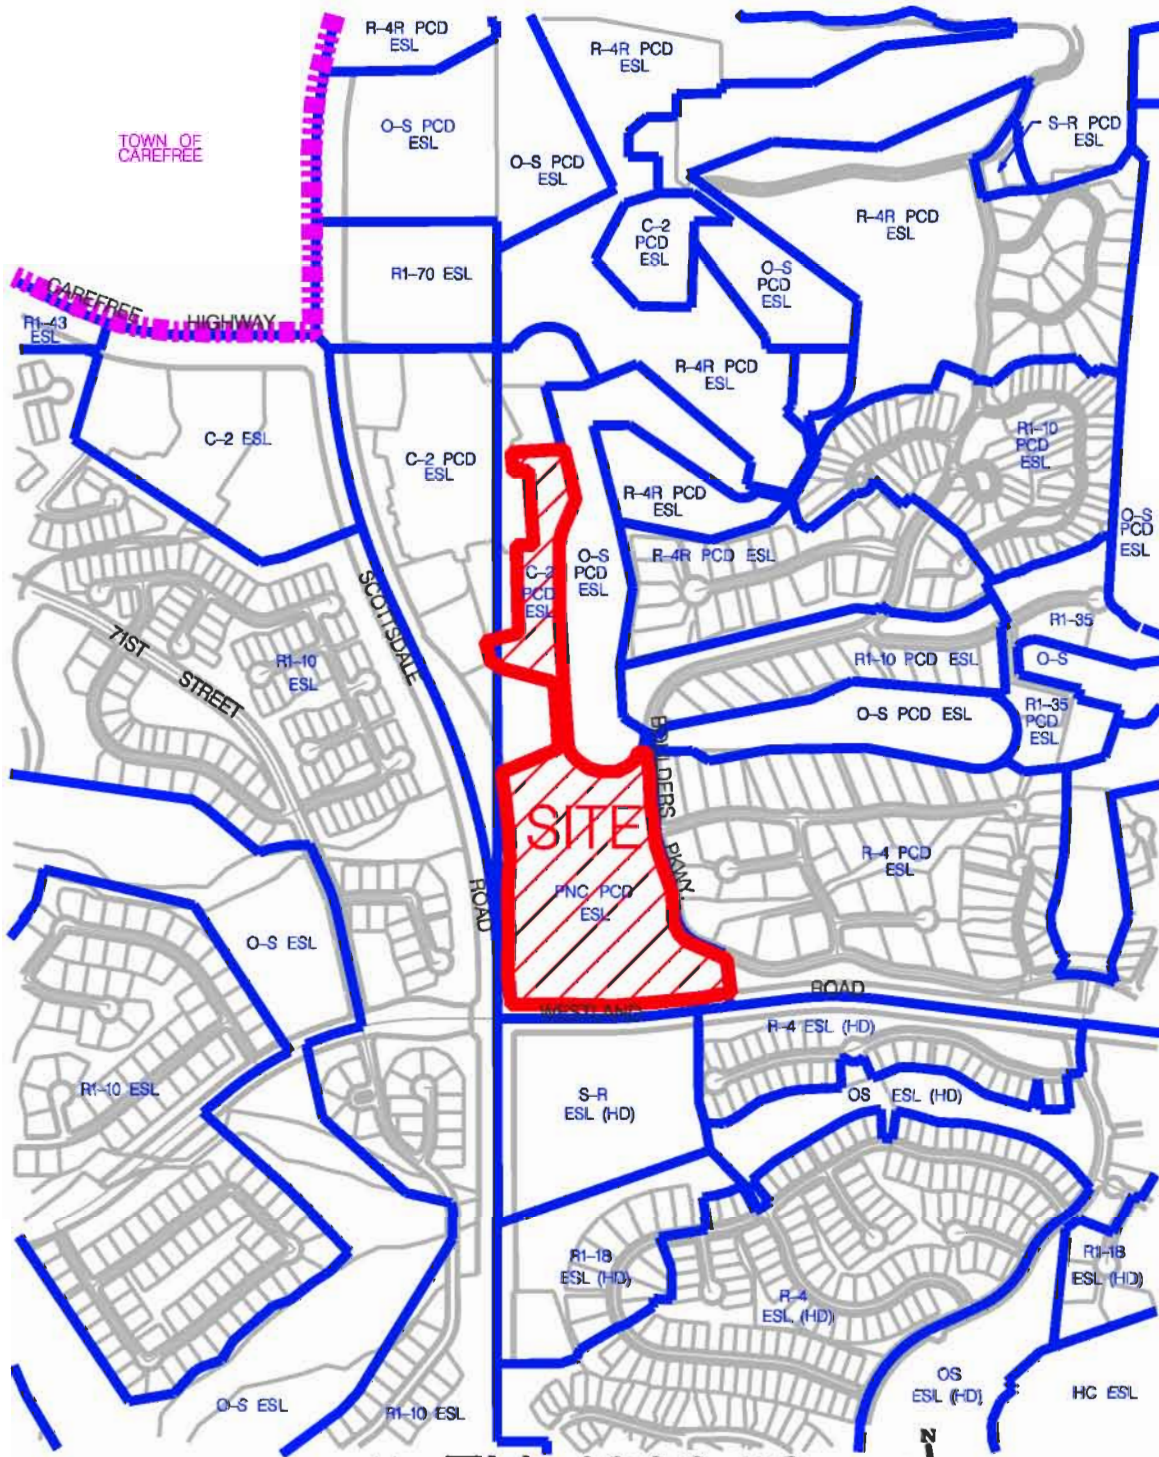 R-4R PCD
ESL
R-4R PCD
ESL
TOWN OF
CAREFREE
O-S PCD
ESL
S-R PCD
ESL
O-S PCD
ESL
R-4R PCD
ESL
C-2
PCD
ESL
R1-70 ESL
O-S
PCD
ESL
CAREFREE HIGHWAY
R1-43
ESL
R-4R PCD
ESL
C-2 ESL
C-2 PCD
ESL
R1-10
PCD
ESL
R-4R PCD
ESL
O-S
PCD
ESL
R-4R PCD ESL
O-S
PCD
ESL
C-2
PCD
ESL
SCOTTSDALE
ROAD
71ST STREET
R1-10
ESL
R1-35
R1-10 PCD ESL
O-S
O-S PCD ESL
R1-35
PCD
ESL
BOULDERS PKWY.
SITE
R-4 PCD
ESL
PNC PCD
ESL
O-S ESL
WESTLAND ROAD
R-4 ESL (HD)
R1-10 ESL
S-R
ESL (HD)
OS ESL (HD)
R1-18
ESL (HD)
R1-18
ESL (HD)
R-4
ESL (HD)
OS
ESL (HD)
HC ESL
O-S ESL
R1-10 ESL
N